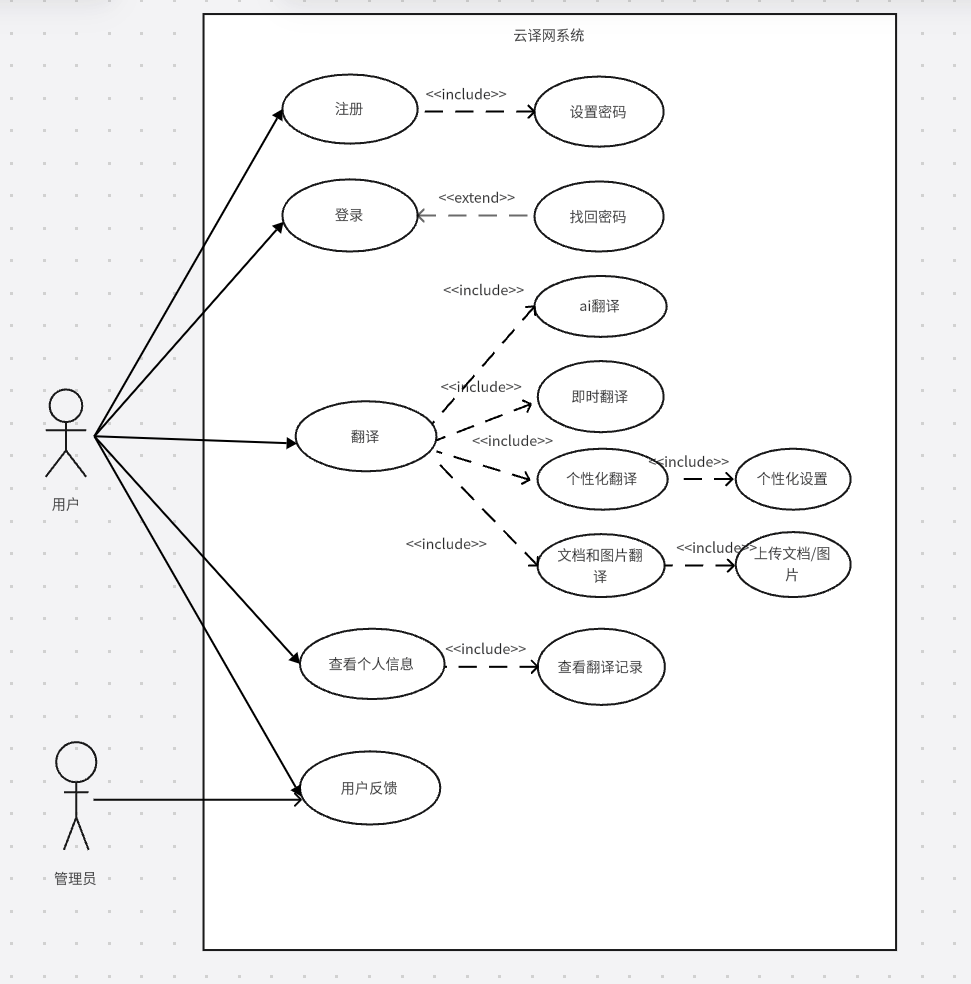 云译网系统
注册
<<include>>
设置密码
登录
<<extend>>
找回密码
<<include>>
ai翻译
<<include>>
即时翻译
翻译
<<include>>
个性化翻译
<<include>>
个性化设置
<<include>>
文档和图片翻
译
<<include>>
上传文档/图
片
用户
查看个人信息
<<include>>
查看翻译记录
用户反馈
管理员